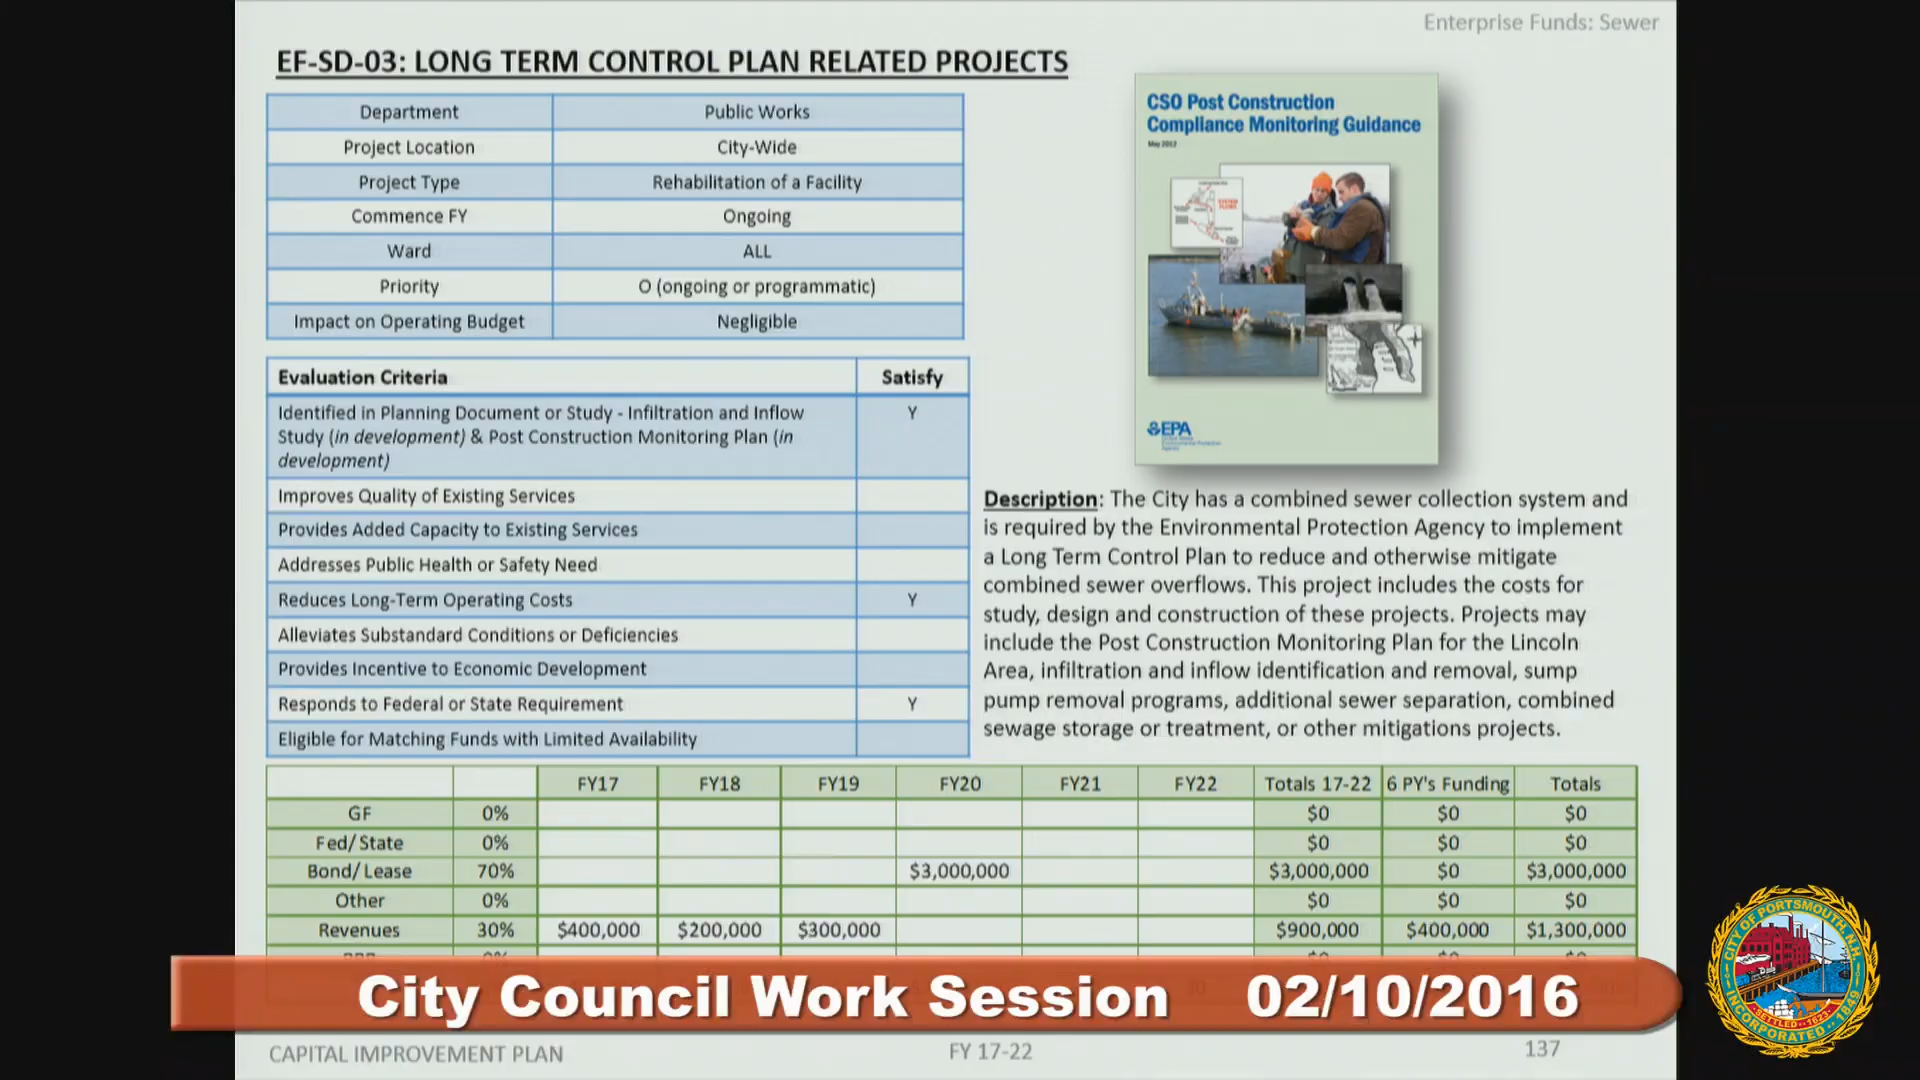 Enterprise Funds: Sewer
EF-SD-03: LONG TERM CONTROL PLAN RELATED PROJECTS
Department Public Works
Project Location City-Wide
Project Type Rehabilitation of a Facility
Commence FY Ongoing
Ward ALL
Priority O (ongoing or programmatic)
Impact on Operating Budget Negligible
Evaluation Criteria Satisfy
Identified in Planning Document or Study - Infiltration and Inflow Y
Study (in development) & Post Construction Monitoring Plan (in
development)
Improves Quality of Existing Services
Provides Added Capacity to Existing Services
Addresses Public Health or Safety Need
Reduces Long-Term Operating Costs Y
Alleviates Substandard Conditions or Deficiencies
Provides Incentive to Economic Development
Responds to Federal or State Requirement Y
Eligible for Matching Funds with Limited Availability
CSO Post Construction
Compliance Monitoring Guidance
May 2012
EPA
Description: The City has a combined sewer collection system and
is required by the Environmental Protection Agency to implement
a Long Term Control Plan to reduce and otherwise mitigate
combined sewer overflows. This project includes the costs for
study, design and construction of these projects. Projects may
include the Post Construction Monitoring Plan for the Lincoln
Area, infiltration and inflow identification and removal, sump
pump removal programs, additional sewer separation, combined
sewage storage or treatment, or other mitigations projects.
FY17 FY18 FY19 FY20 FY21 FY22 Totals 17-22 6 PY's Funding Totals
GF 0% $0 $0 $0
Fed/State 0% $0 $0 $0
Bond/Lease 70% $3,000,000 $3,000,000 $0 $3,000,000
Other 0% $0 $0 $0
Revenues 30% $400,000 $200,000 $300,000 $900,000 $400,000 $1,300,000
City Council Work Session 02/10/2016
CITY OF PORTSMOUTH, N.H.
SETTLED 1623
INCORPORATED 1849
CAPITAL IMPROVEMENT PLAN FY 17-22 137